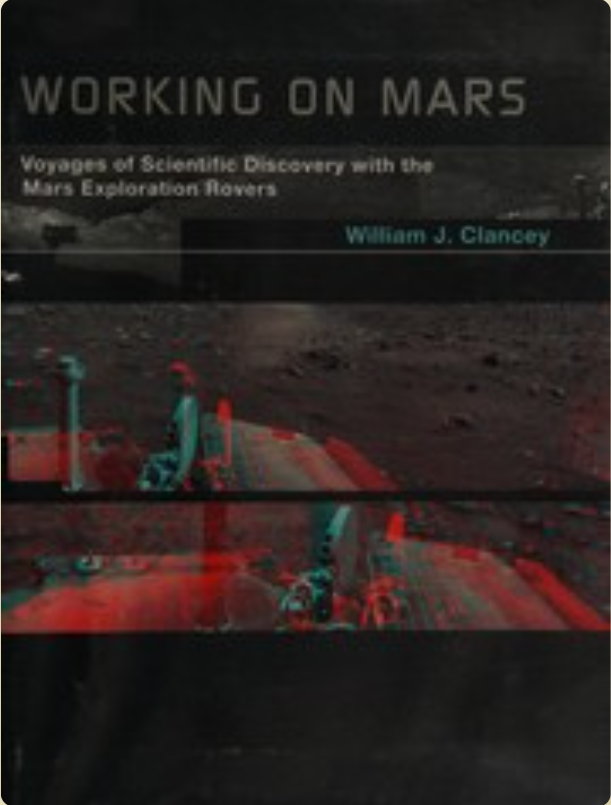 WORKING ON MARS
Voyages of Scientific Discovery with the
Mars Exploration Rovers
William J. Clancey